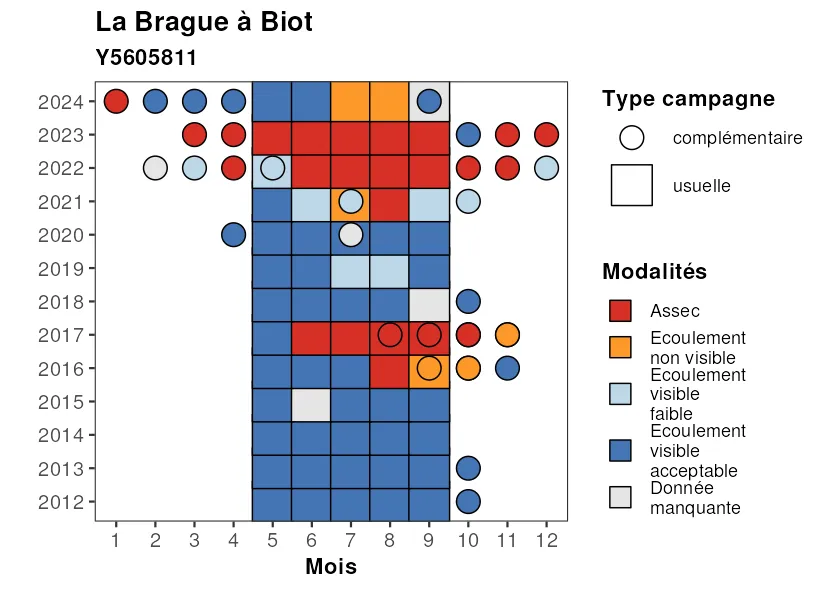 La Brague à Biot
Y5605811
2024
2023
2022
2021
2020
2019
2018
2017
2016
2015
2014
2013
2012
1 2 3 4 5 6 7 8 9 10 11 12
Mois
Type campagne
complémentaire
usuelle
Modalités
Assec
Ecoulement
non visible
Ecoulement
visible
faible
Ecoulement
visible
acceptable
Donnée
manquante